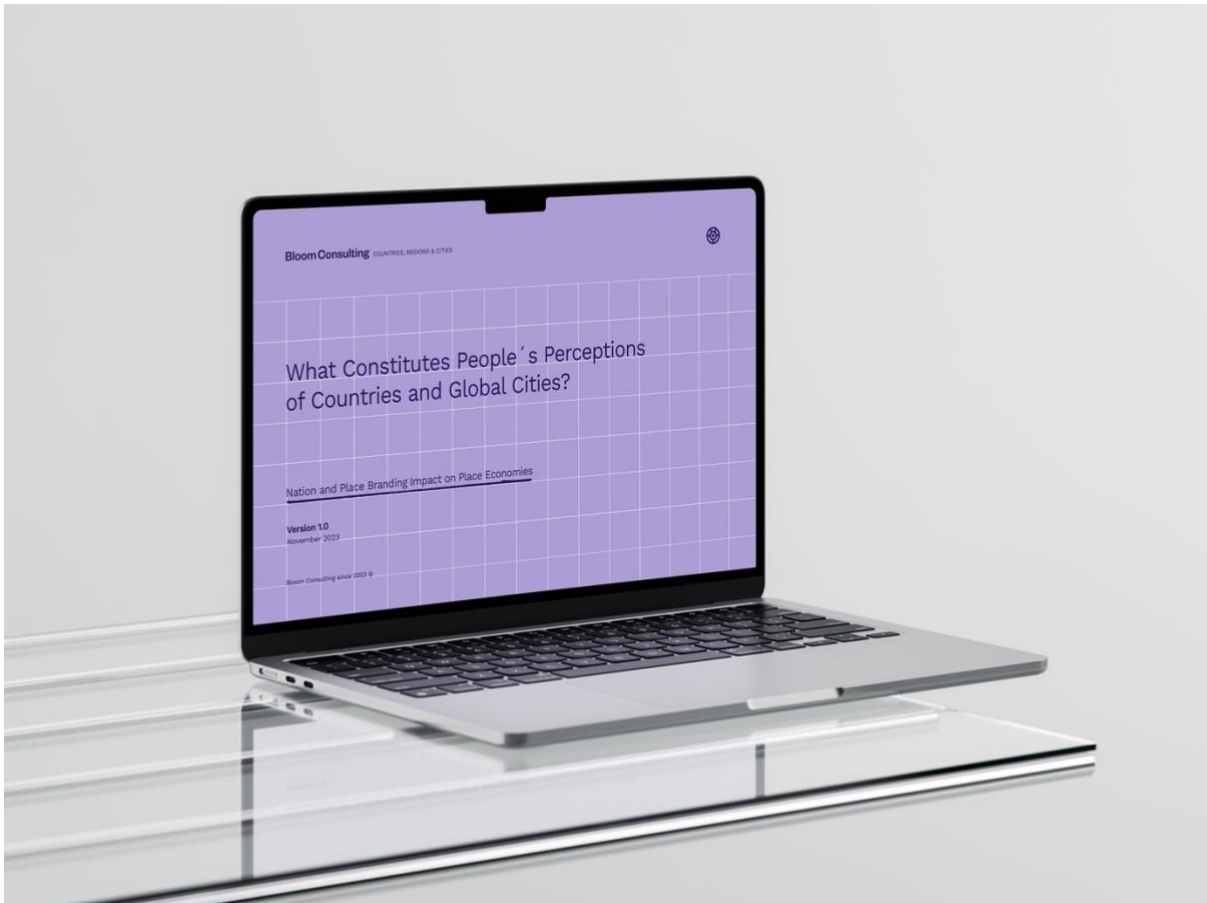 Bloom Consulting COUNTRIES, REGIONS & CITIES
What Constitutes People´s Perceptions
of Countries and Global Cities?
Nation and Place Branding Impact on Place Economies
Version 1.0
November 2023
Bloom Consulting since 2003 ©